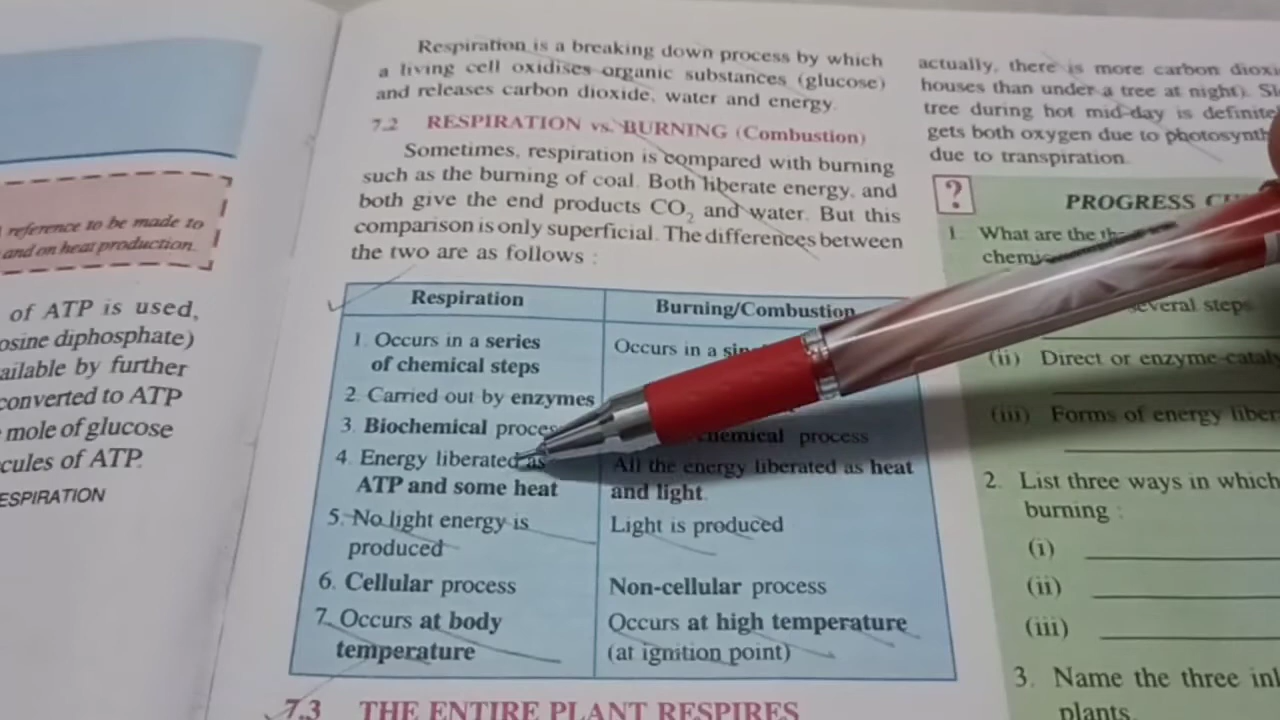 reference to be made to
and on heat production.
of ATP is used,
osine diphosphate)
ailable by further
converted to ATP
mole of glucose
cules of ATP.
ESPIRATION
Respiration is a breaking down process by which
a living cell oxidises organic substances (glucose)
and releases carbon dioxide, water and energy.
7.2 RESPIRATION vs. BURNING (Combustion)
Sometimes, respiration is compared with burning
such as the burning of coal. Both liberate energy, and
both give the end products CO₂ and water. But this
comparison is only superficial. The differences between
the two are as follows :
Respiration
1. Occurs in a series
of chemical steps
2. Carried out by enzymes
3. Biochemical proces
4. Energy liberated as
ATP and some heat
5. No light energy is
produced
6. Cellular process
7. Occurs at body
temperature
Burning/Combustion
Occurs in a sin
chemical process
All the energy liberated as heat
and light.
Light is produced
Non-cellular process
Occurs at high temperature
(at ignition point)
7.3 THE ENTIRE PLANT RESPIRES
actually, there is more carbon dioxi
houses than under a tree at night). Sl
tree during hot mid-day is definite
gets both oxygen due to photosynth
due to transpiration.
?
PROGRESS C
1. What are the th
chemi
several steps
(ii) Direct or enzyme-cataly
(iii) Forms of energy liber
2. List three ways in which
burning :
(i)
(ii)
(iii)
3. Name the three inl
plants.